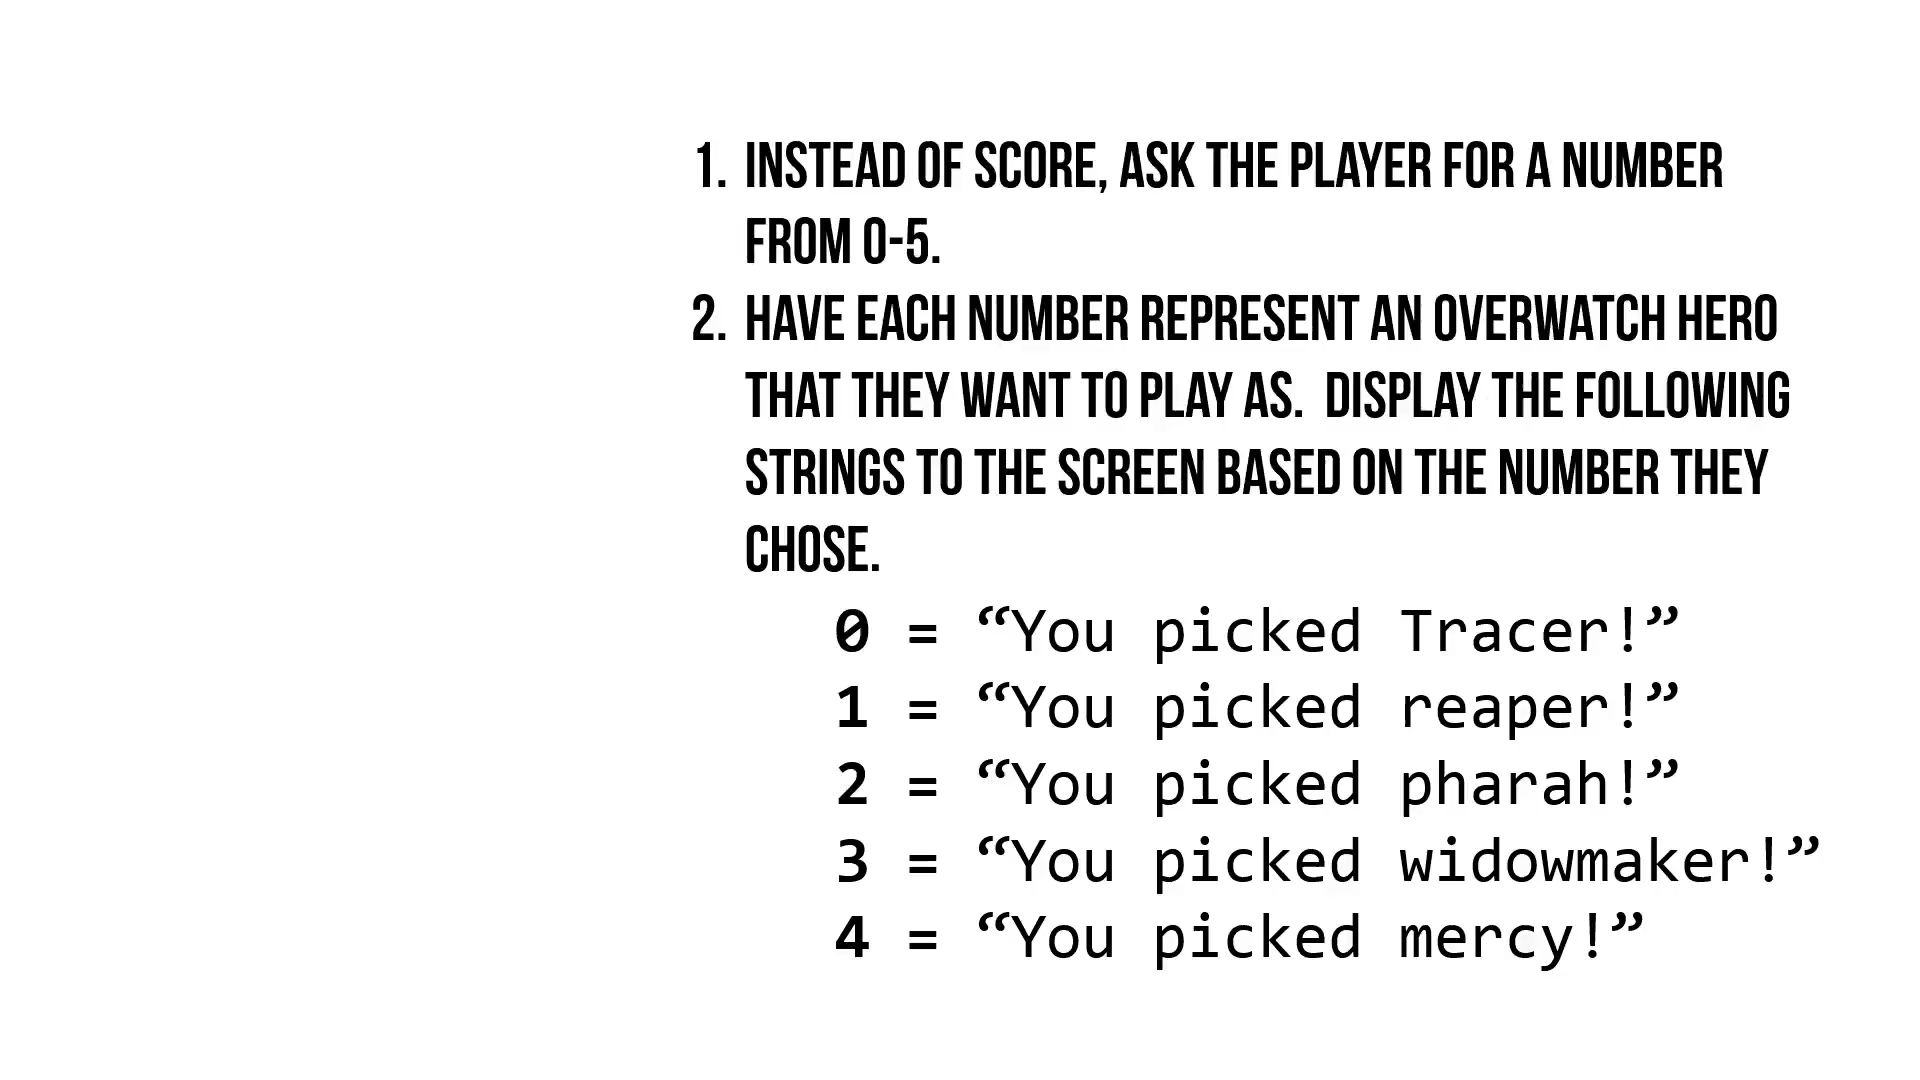 1. INSTEAD OF SCORE, ASK THE PLAYER FOR A NUMBER
FROM 0-5.
2. HAVE EACH NUMBER REPRESENT AN OVERWATCH HERO
THAT THEY WANT TO PLAY AS. DISPLAY THE FOLLOWING
STRINGS TO THE SCREEN BASED ON THE NUMBER THEY
CHOSE.
0 = “You picked Tracer!”
1 = “You picked reaper!”
2 = “You picked pharah!”
3 = “You picked widowmaker!”
4 = “You picked mercy!”